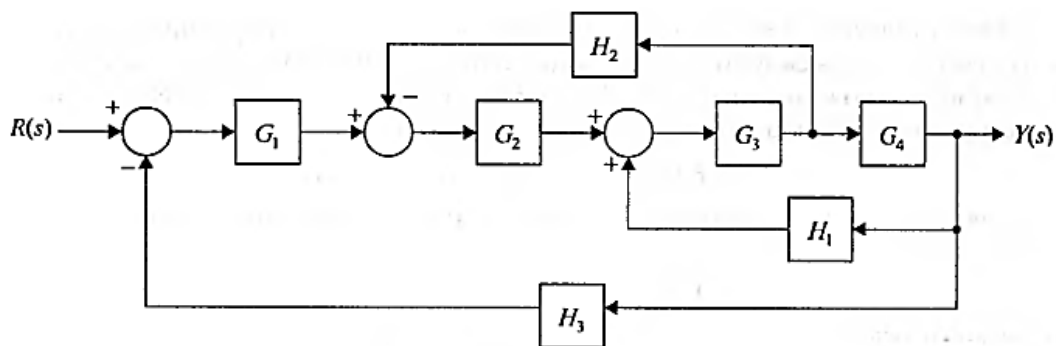 H₂
−
R(s) + G₁ + G₂ + G₃ G₄ Y(s)
− +
H₁
H₃